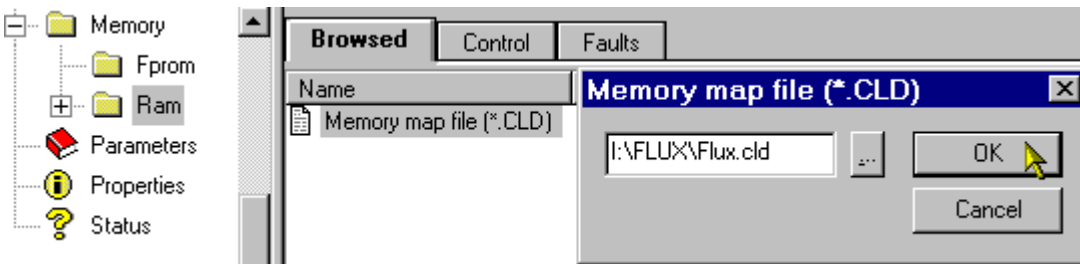 Memory
Fprom
Ram
Parameters
Properties
Status
Browsed Control Faults
Name
Memory map file (*.CLD)
Memory map file (*.CLD)
I:\FLUX\Flux.cld ... OK
Cancel